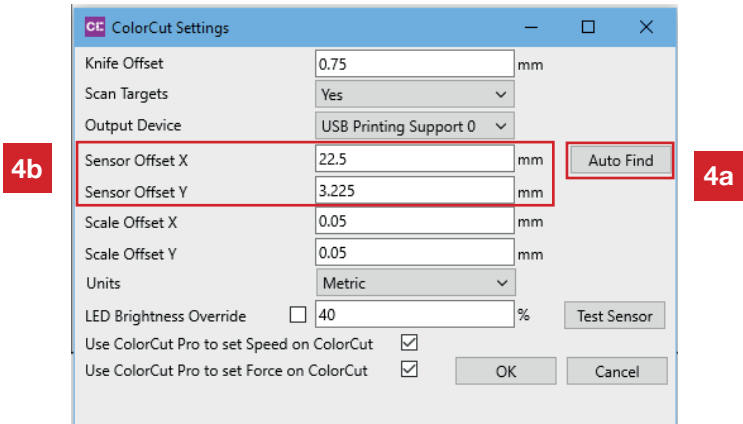 CC ColorCut Settings
Knife Offset 0.75 mm
Scan Targets Yes
Output Device USB Printing Support 0
4b Sensor Offset X 22.5 mm Auto Find 4a
Sensor Offset Y 3.225 mm
Scale Offset X 0.05 mm
Scale Offset Y 0.05 mm
Units Metric
LED Brightness Override 40 % Test Sensor
Use ColorCut Pro to set Speed on ColorCut
Use ColorCut Pro to set Force on ColorCut OK Cancel